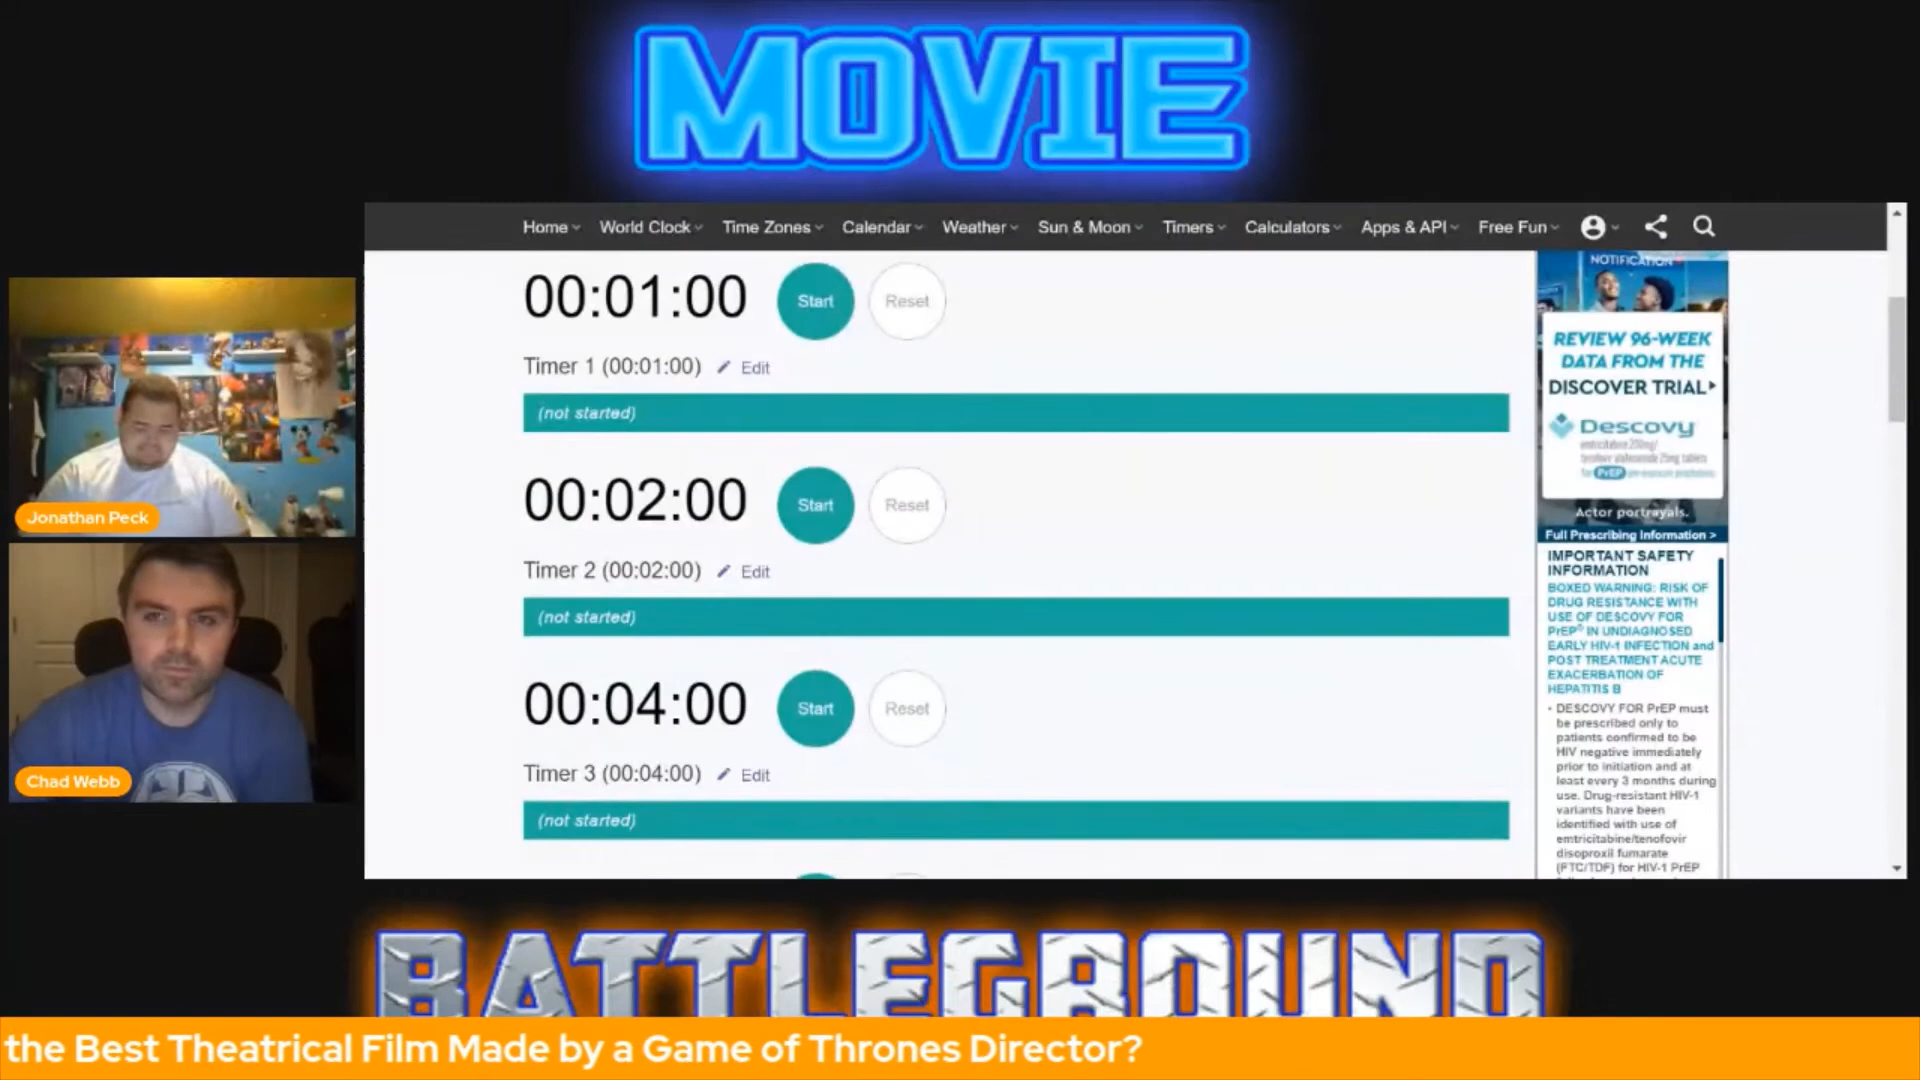 MOVIE
Home World Clock Time Zones Calendar Weather Sun & Moon Timers Calculators Apps & API Free Fun
00:01:00 Start Reset
Timer 1 (00:01:00) Edit
(not started)
00:02:00 Start Reset
Timer 2 (00:02:00) Edit
(not started)
00:04:00 Start Reset
Timer 3 (00:04:00) Edit
(not started)
NOTIFICATION
REVIEW 96-WEEK
DATA FROM THE
DISCOVER TRIAL
Descovy
for PrEP
Actor portrayals.
Full Prescribing Information >
IMPORTANT SAFETY
INFORMATION
BOXED WARNING: RISK OF
DRUG RESISTANCE WITH
USE OF DESCOVY FOR
PrEP® IN UNDIAGNOSED
EARLY HIV-1 INFECTION and
POST TREATMENT ACUTE
EXACERBATION OF
HEPATITIS B
• DESCOVY FOR PrEP must
be prescribed only to
patients confirmed to be
HIV negative immediately
prior to initiation and at
least every 3 months during
use. Drug-resistant HIV-1
variants have been
identified with use of
emtricitabine/tenofovir
disoproxil fumarate
(FTC/TDF) for HIV-1 PrEP
Jonathan Peck
Chad Webb
BATTLEGROUND
the Best Theatrical Film Made by a Game of Thrones Director?